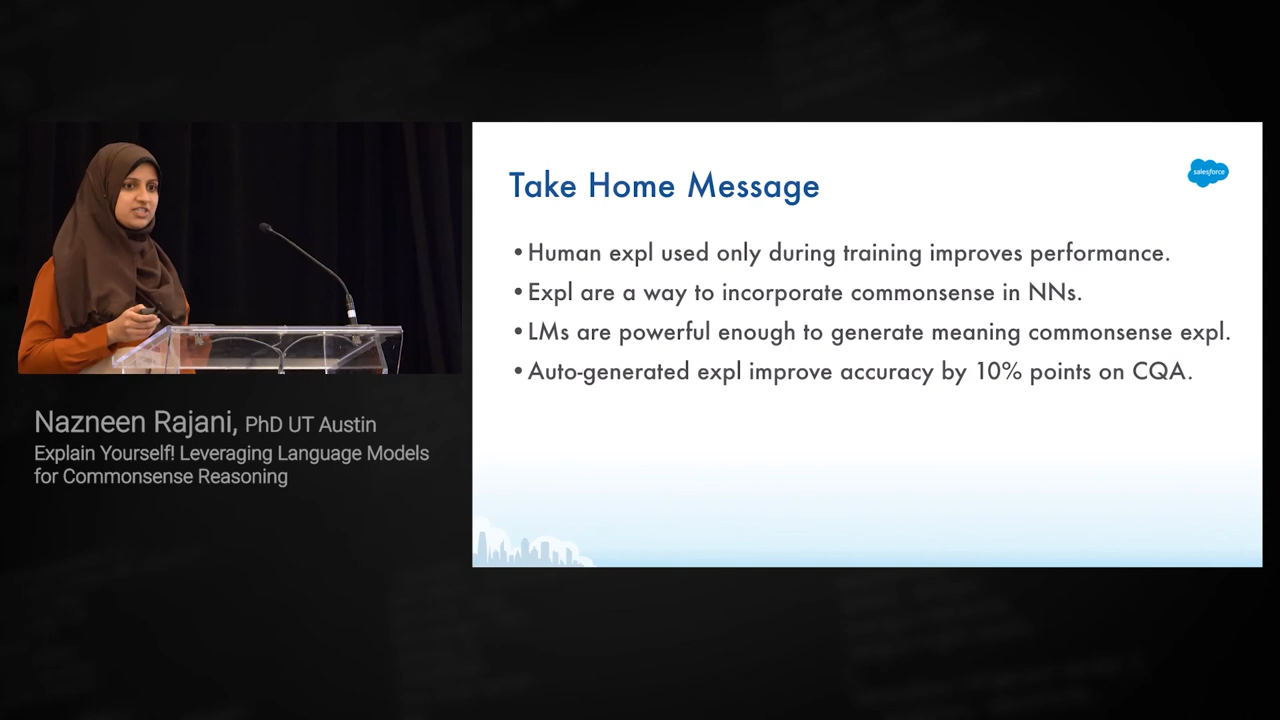 Take Home Message
salesforce
•Human expl used only during training improves performance.
•Expl are a way to incorporate commonsense in NNs.
•LMs are powerful enough to generate meaning commonsense expl.
•Auto-generated expl improve accuracy by 10% points on CQA.
Nazneen Rajani, PhD UT Austin
Explain Yourself! Leveraging Language Models
for Commonsense Reasoning